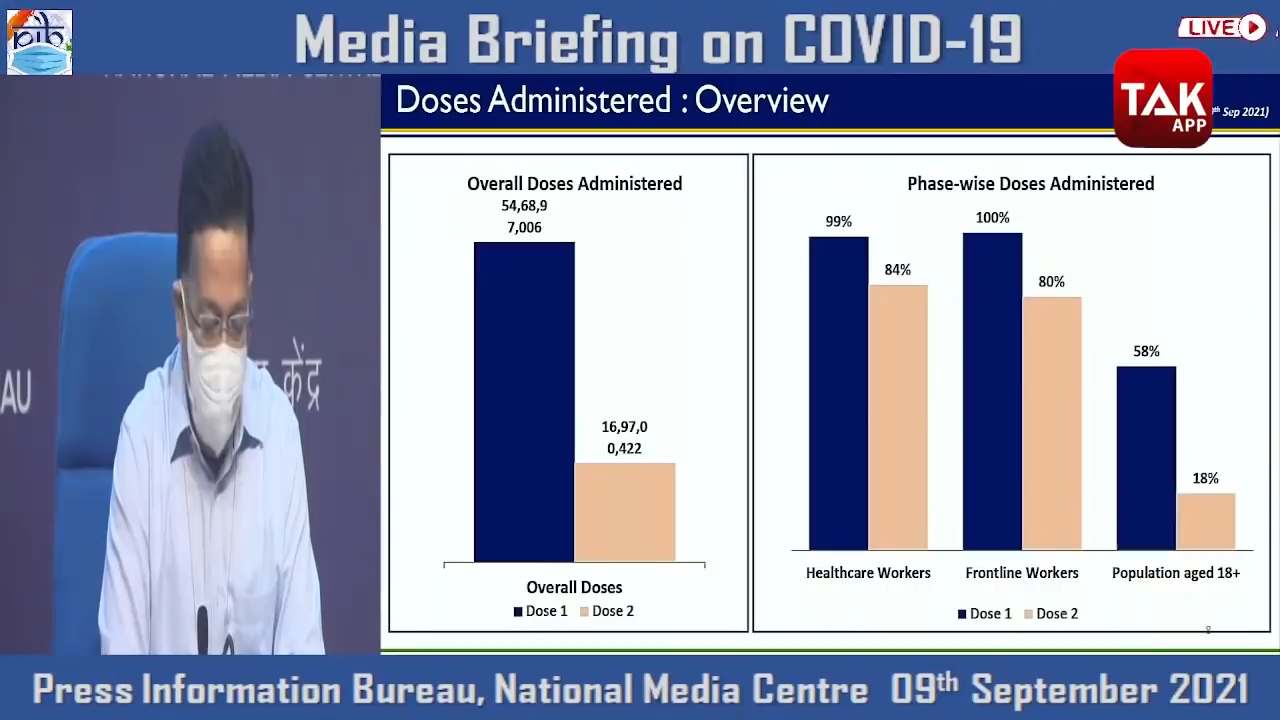 pib
Media Briefing on COVID-19
LIVE
TAK
APP
Doses Administered : Overview
Sep 2021)
AU
केंद्र
Overall Doses Administered
54,68,9
7,006
16,97,0
0,422
Overall Doses
Dose 1 Dose 2
Phase-wise Doses Administered
99%
84%
100%
80%
58%
18%
Healthcare Workers Frontline Workers Population aged 18+
Dose 1 Dose 2
8
Press Information Bureau, National Media Centre 09th September 2021